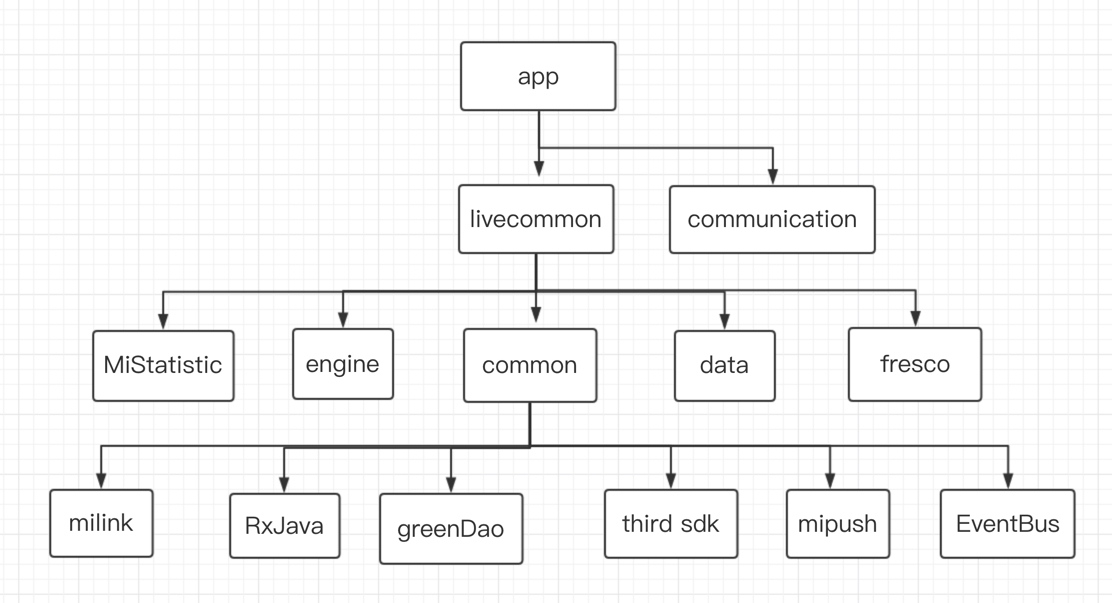 app
livecommon
communication
MiStatistic
engine
common
data
fresco
milink
RxJava
greenDao
third sdk
mipush
EventBus